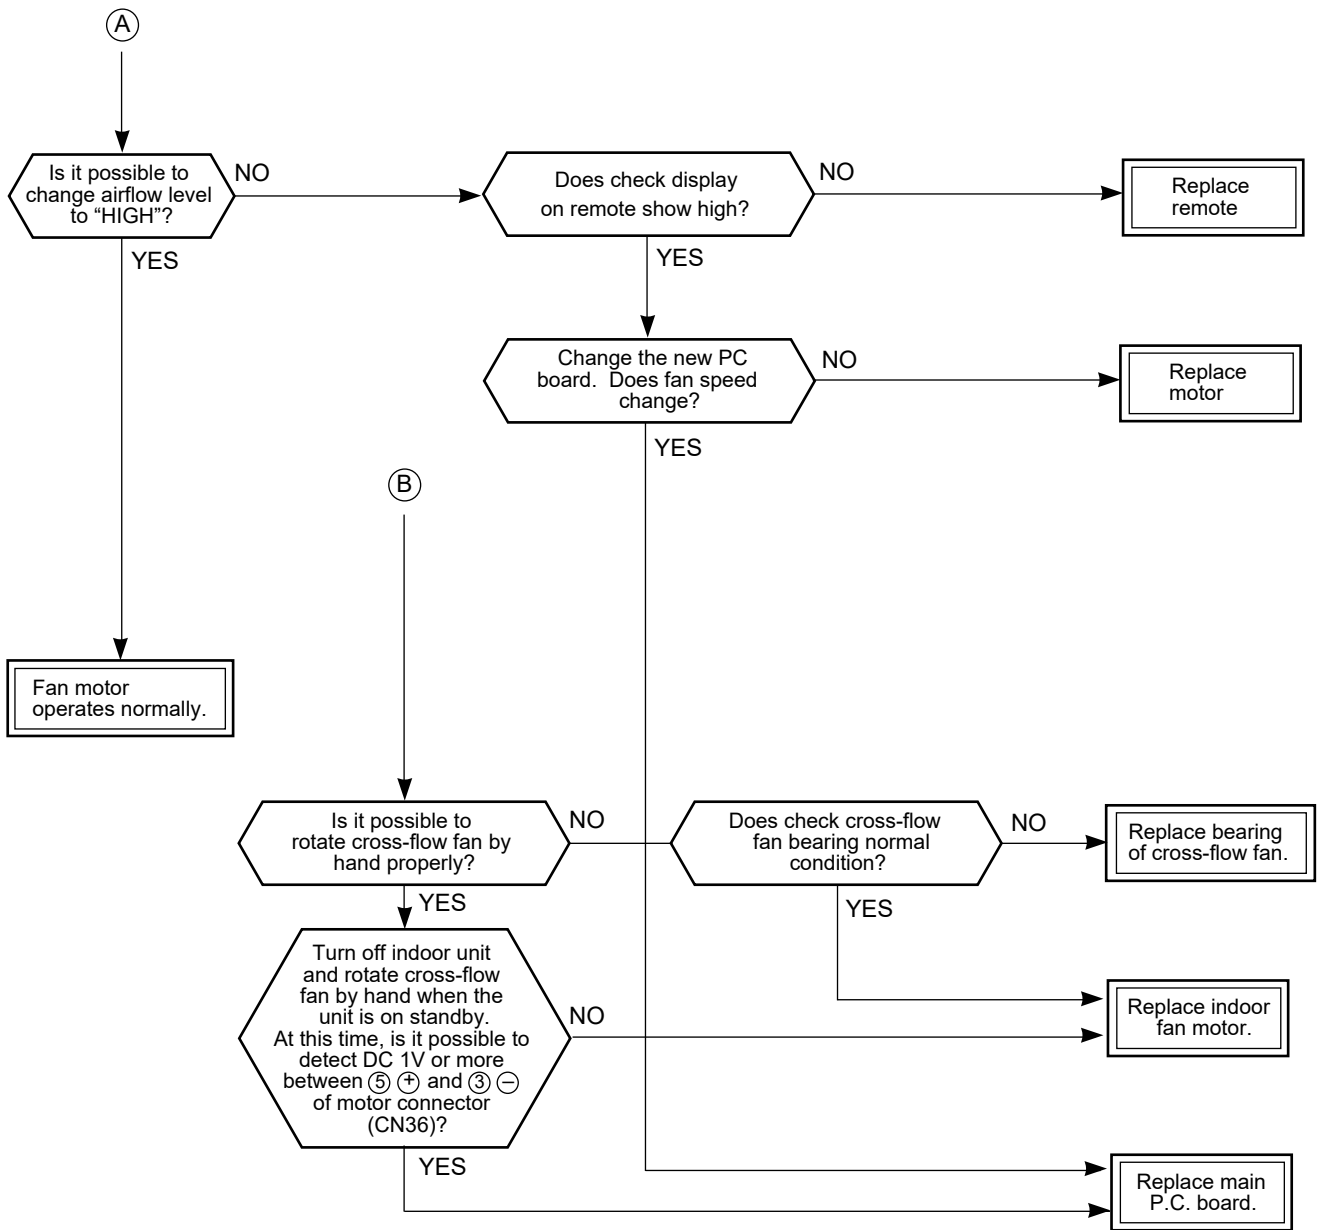 A
Is it possible to
change airflow level
to “HIGH”?
NO
YES
Does check display
on remote show high?
NO
YES
Replace
remote
Change the new PC
board.  Does fan speed
change?
NO
YES
Replace
motor
B
Fan motor
operates normally.
Is it possible to
rotate cross-flow fan by
hand properly?
NO
YES
Does check cross-flow
fan bearing normal
condition?
NO
YES
Replace bearing
of cross-flow fan.
Turn off indoor unit
and rotate cross-flow
fan by hand when the
unit is on standby.
At this time, is it possible to
detect DC 1V or more
between ⑤ ⊕ and ③ ⊖
of motor connector
(CN36)?
NO
YES
Replace indoor
fan motor.
Replace main
P.C. board.